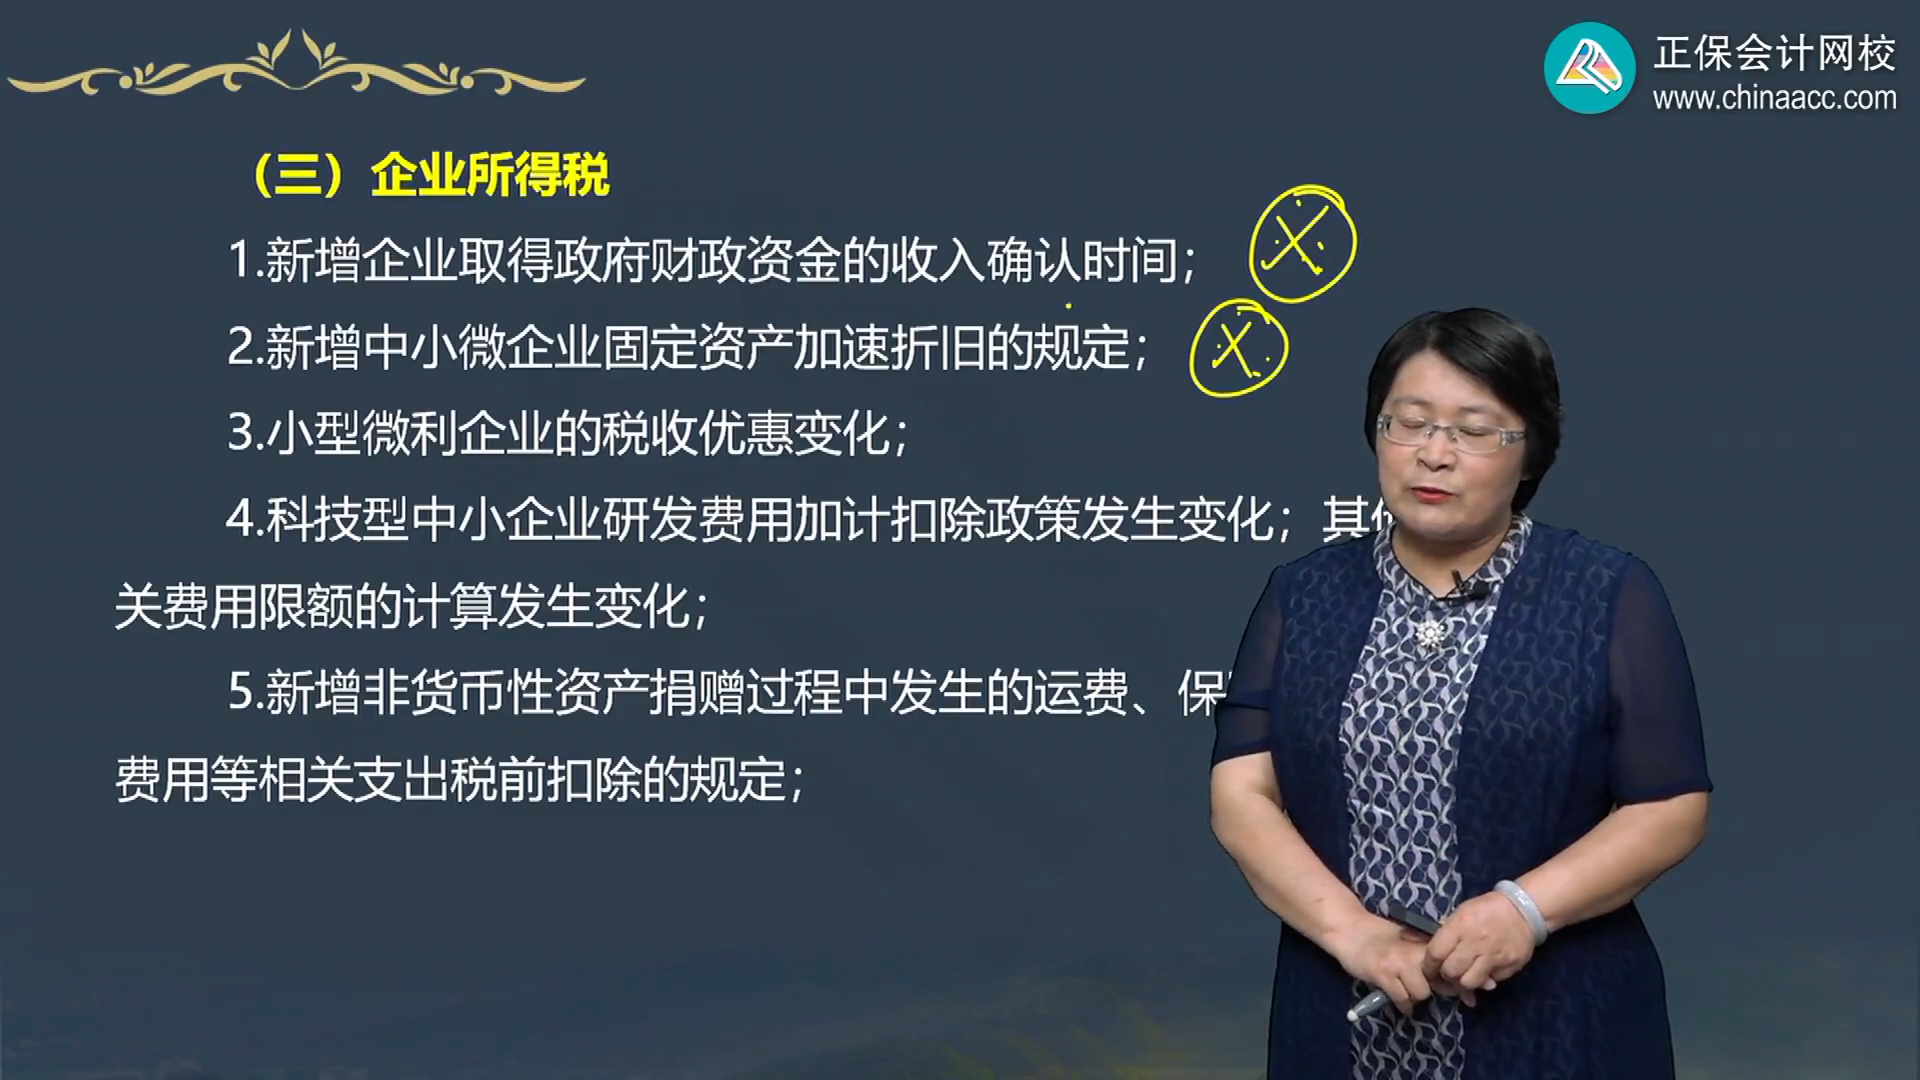 正保会计网校
www.chinaacc.com
（三）企业所得税
1.新增企业取得政府财政资金的收入确认时间；
2.新增中小微企业固定资产加速折旧的规定；
3.小型微利企业的税收优惠变化；
4.科技型中小企业研发费用加计扣除政策发生变化；其他
关费用限额的计算发生变化；
5.新增非货币性资产捐赠过程中发生的运费、保
费用等相关支出税前扣除的规定；